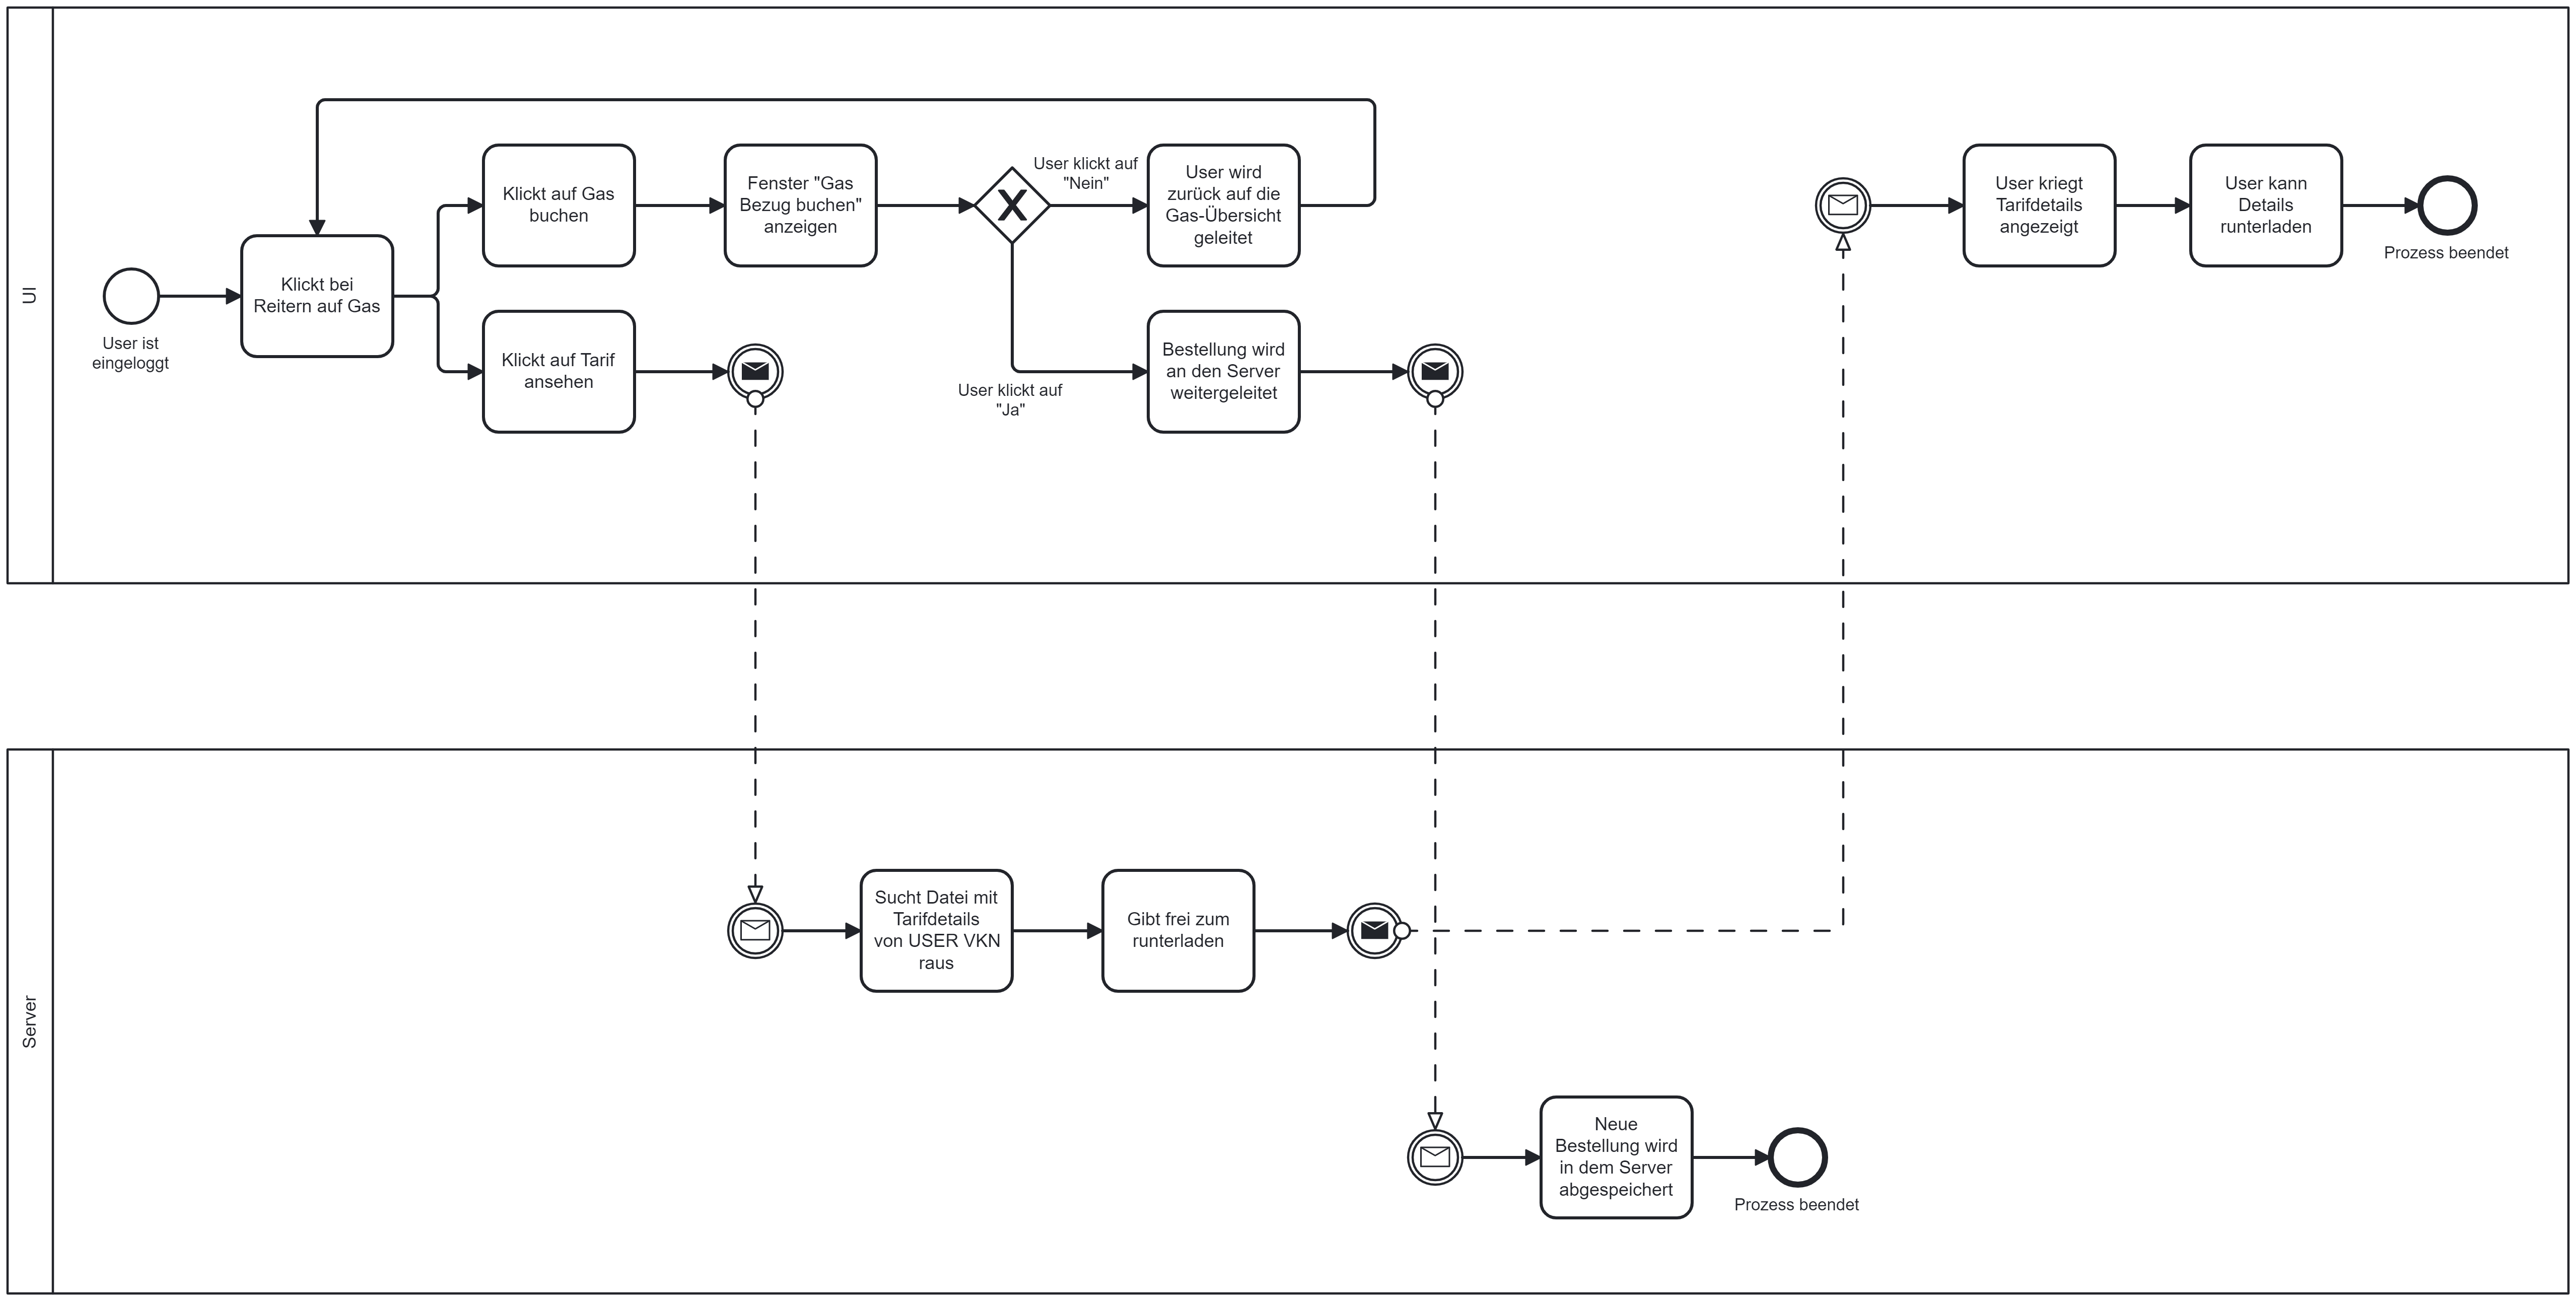 UI
User ist
eingeloggt
Klickt bei
Reitern auf Gas
Klickt auf Gas
buchen
Fenster "Gas
Bezug buchen"
anzeigen
User klickt auf
"Nein"
User wird
zurück auf die
Gas-Übersicht
geleitet
Klickt auf Tarif
ansehen
User klickt auf
"Ja"
Bestellung wird
an den Server
weitergeleitet
User kriegt
Tarifdetails
angezeigt
User kann
Details
runterladen
Prozess beendet
Server
Sucht Datei mit
Tarifdetails
von USER VKN
raus
Gibt frei zum
runterladen
Neue
Bestellung wird
in dem Server
abgespeichert
Prozess beendet